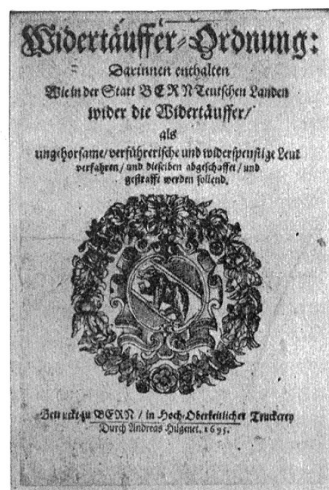 Widertäuffer-Ordnung:
Darinnen enthalten
Wie in der Statt BERN Teutschen Landen
wider die Widertäuffer/
als
ungehorsame/ verführerische und widerspenstige Leut
verfahren/ und dieselben abgeschaffet/ und
gestrafft werden sollend.
Getruckt zu BERN / in Hoch-Oberkeitlicher Truckerey
Durch Andreas Hügenet. 1695.